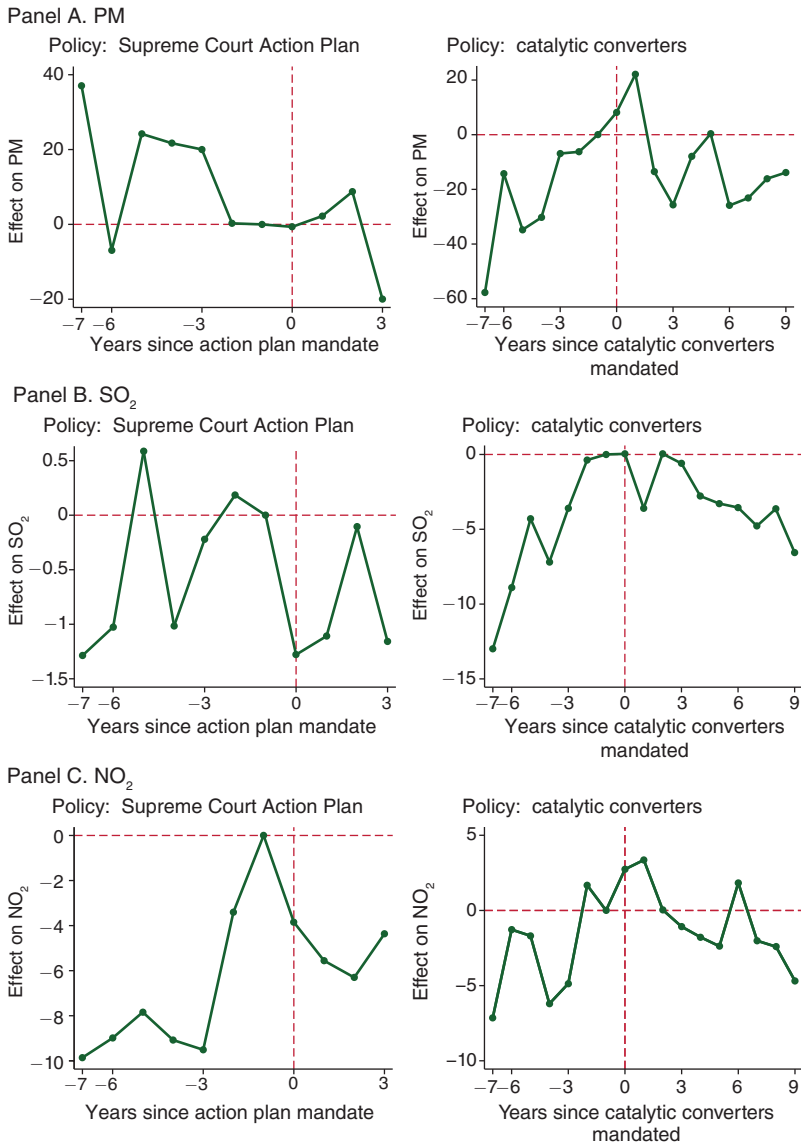 Panel A. PM
Policy: Supreme Court Action Plan
Effect on PM
40
20
0
−20
−7
−6
−3
0
3
Years since action plan mandate
Policy: catalytic converters
Effect on PM
20
0
−20
−40
−60
−7
−6
−3
0
3
6
9
Years since catalytic converters
mandated
Panel B. SO2
Policy: Supreme Court Action Plan
Effect on SO2
0.5
0
−0.5
−1
−1.5
−7
−6
−3
0
3
Years since action plan mandate
Policy: catalytic converters
Effect on SO2
0
−5
−10
−15
−7
−6
−3
0
3
6
9
Years since catalytic converters
mandated
Panel C. NO2
Policy: Supreme Court Action Plan
Effect on NO2
0
−2
−4
−6
−8
−10
−7
−6
−3
0
3
Years since action plan mandate
Policy: catalytic converters
Effect on NO2
5
0
−5
−10
−7
−6
−3
0
3
6
9
Years since catalytic converters
mandated